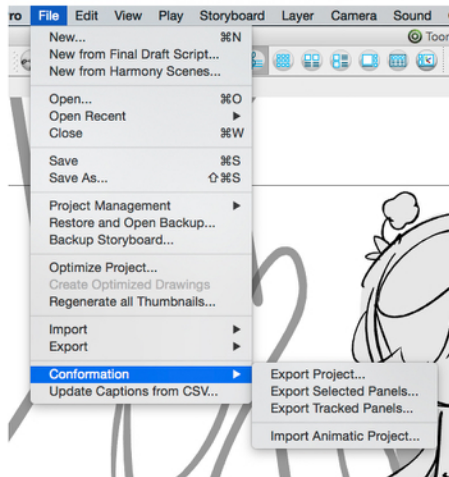 ro File Edit View Play Storyboard Layer Camera Sound
Toon
New... ⌘N
New from Final Draft Script...
New from Harmony Scenes...
Open... ⌘O
Open Recent ▶
Close ⌘W
Save ⌘S
Save As... ⇧⌘S
Project Management ▶
Restore and Open Backup...
Backup Storyboard...
Optimize Project...
Create Optimized Drawings
Regenerate all Thumbnails...
Import ▶
Export ▶
Conformation ▶
Update Captions from CSV...
Export Project...
Export Selected Panels...
Export Tracked Panels...
Import Animatic Project...